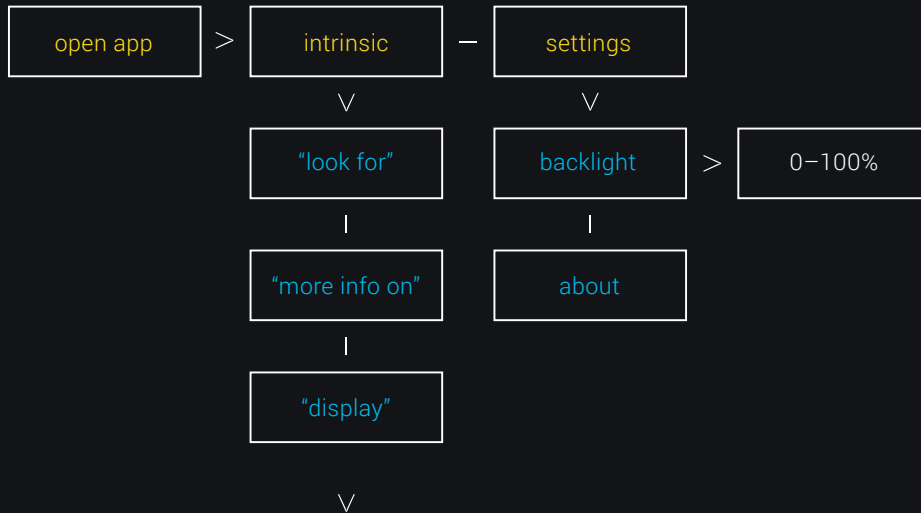 open app > intrinsic – settings
“look for”
backlight > 0–100%
“more info on”
about
“display”